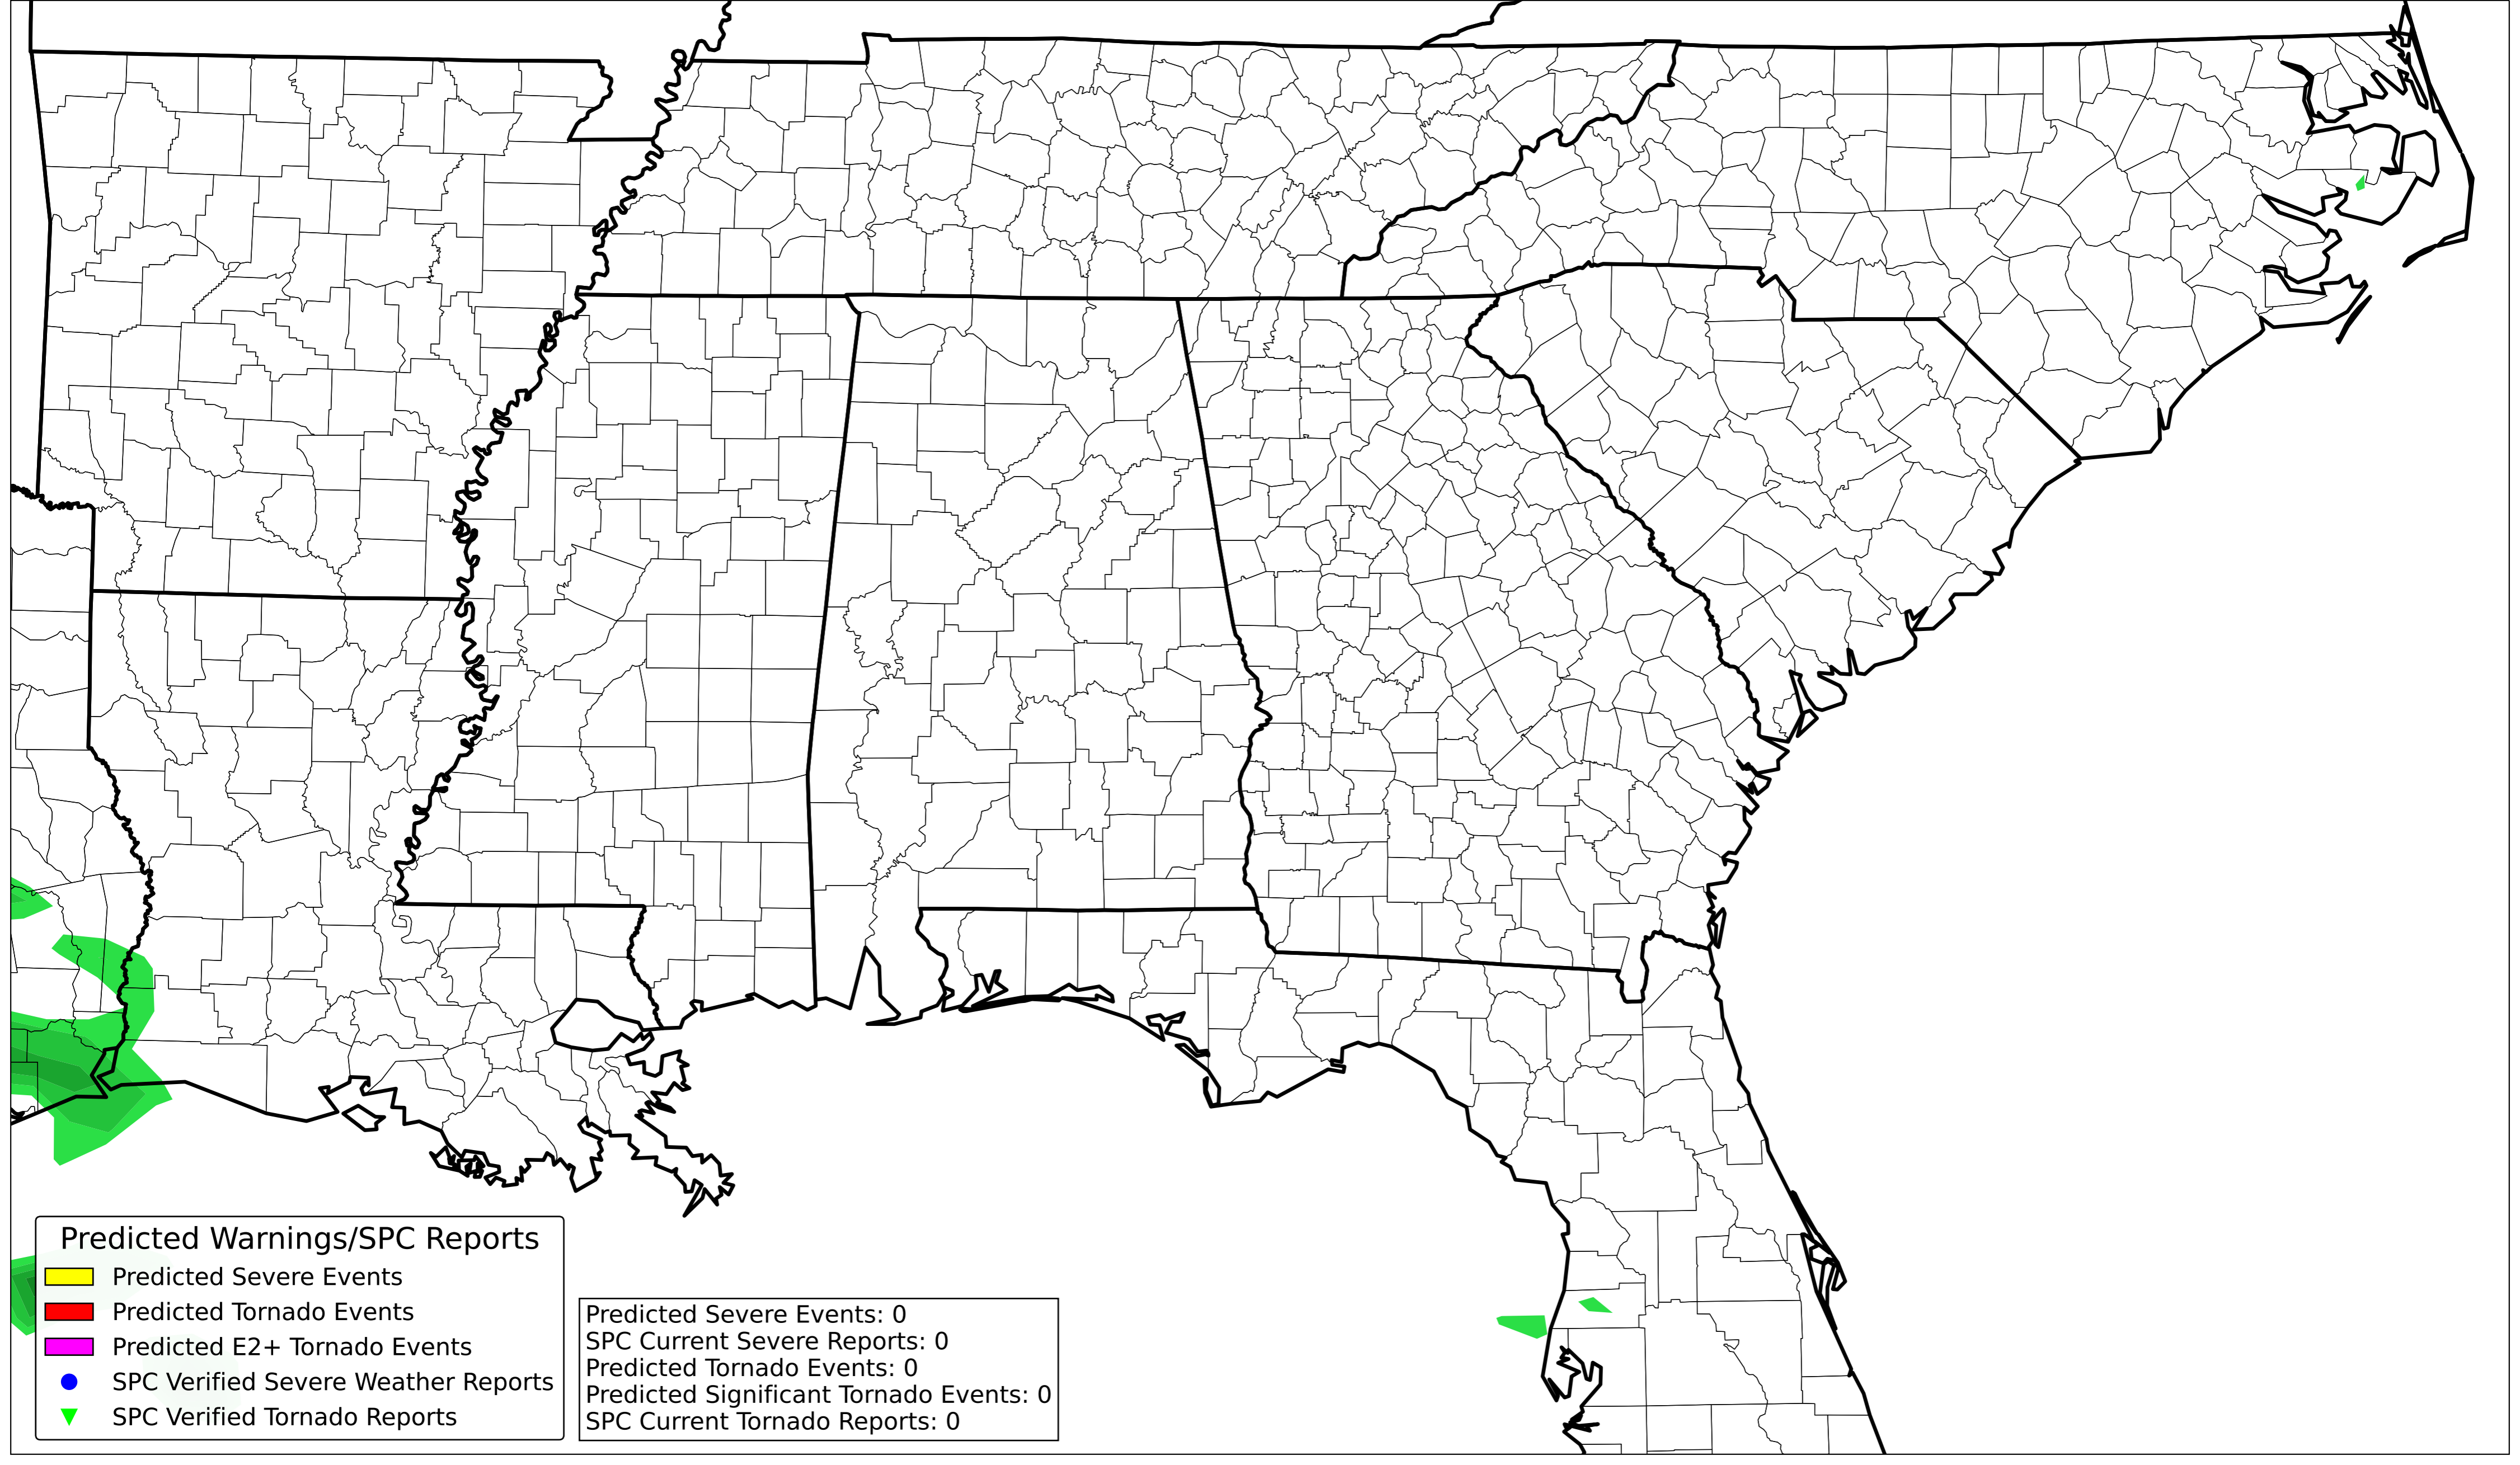 Predicted Warnings/SPC Reports
Predicted Severe Events
Predicted Tornado Events
Predicted E2+ Tornado Events
SPC Verified Severe Weather Reports
SPC Verified Tornado Reports
Predicted Severe Events: 0
SPC Current Severe Reports: 0
Predicted Tornado Events: 0
Predicted Significant Tornado Events: 0
SPC Current Tornado Reports: 0